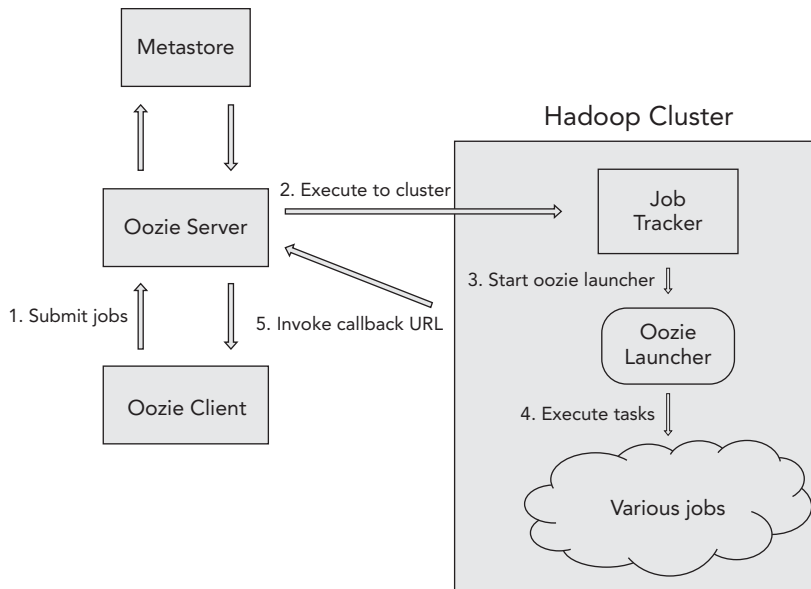 Metastore
Hadoop Cluster
2. Execute to cluster
Job
Tracker
Oozie Server
3. Start oozie launcher
1. Submit jobs
5. Invoke callback URL
Oozie
Launcher
Oozie Client
4. Execute tasks
Various jobs